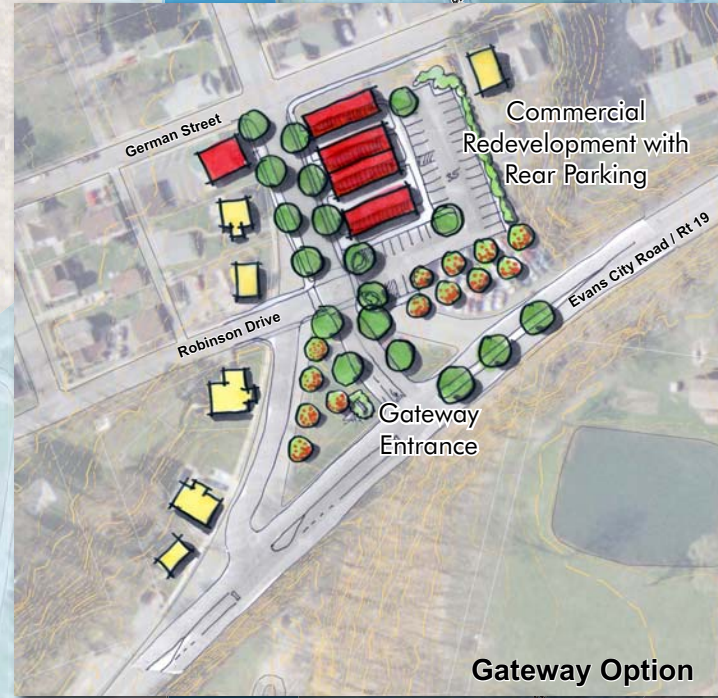 German Street
Commercial
Redevelopment with
Rear Parking
Evans City Road / Rt 19
Robinson Drive
Gateway
Entrance
Gateway Option